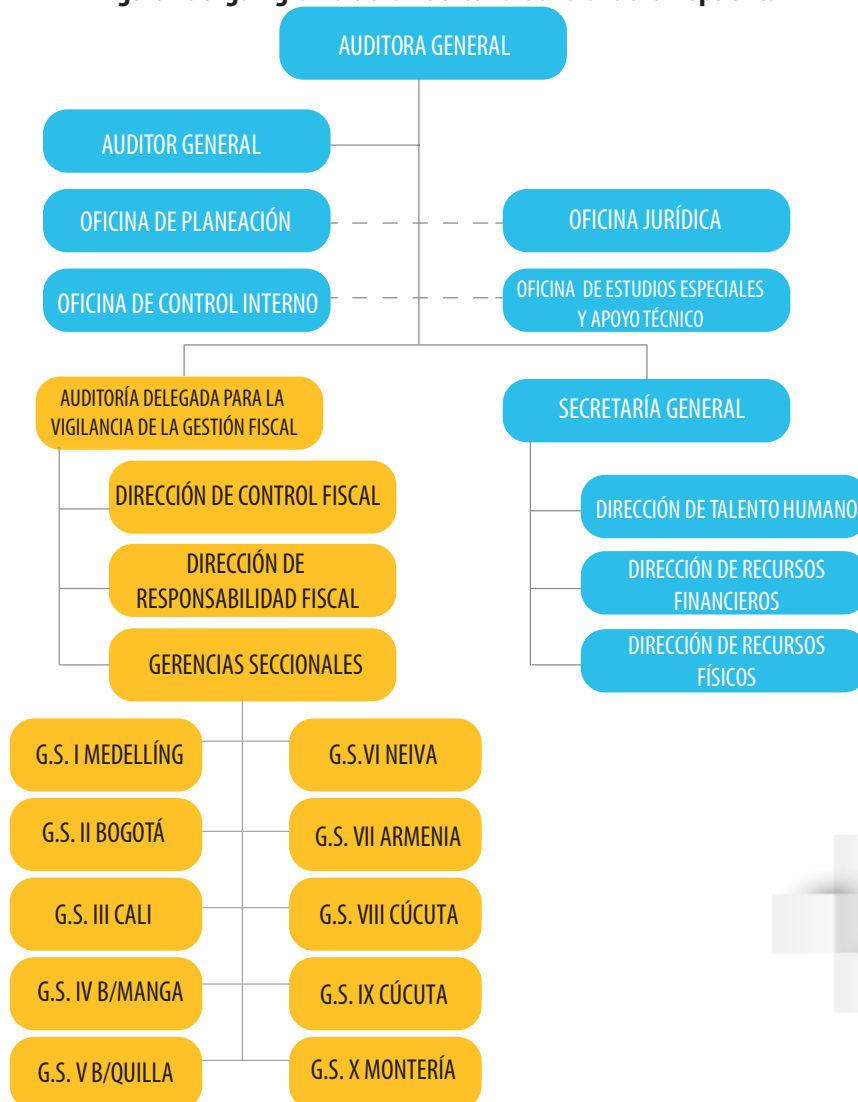 AUDITORA GENERAL
AUDITOR GENERAL
OFICINA DE PLANEACIÓN
OFICINA JURÍDICA
OFICINA DE CONTROL INTERNO
OFICINA DE ESTUDIOS ESPECIALES
Y APOYO TÉCNICO
AUDITORÍA DELEGADA PARA LA
VIGILANCIA DE LA GESTIÓN FISCAL
SECRETARÍA GENERAL
DIRECCIÓN DE CONTROL FISCAL
DIRECCIÓN DE
RESPONSABILIDAD FISCAL
GERENCIAS SECCIONALES
DIRECCIÓN DE TALENTO HUMANO
DIRECCIÓN DE RECURSOS
FINANCIEROS
DIRECCIÓN DE RECURSOS
FÍSICOS
G.S. I MEDELLÍNG
G.S.VI NEIVA
G.S. II BOGOTÁ
G.S. VII ARMENIA
G.S. III CALI
G.S. VIII CÚCUTA
G.S. IV B/MANGA
G.S. IX CÚCUTA
G.S. V B/QUILLA
G.S. X MONTERÍA